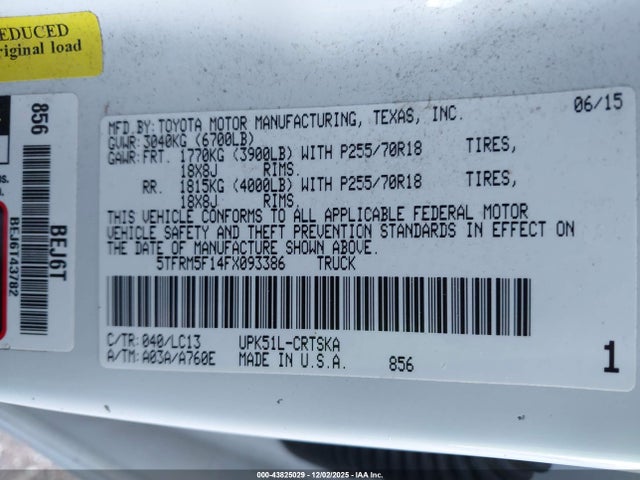 EDUCED
riginal load
856
BEJ6T
BEJ6T43782
MFD.BY: TOYOTA MOTOR MANUFACTURING, TEXAS, INC. 06/15
GVWR: 3040KG (6700LB)
GAWR: FRT. 1770KG (3900LB) WITH P255/70R18 TIRES,
18X8J RIMS.
RR. 1815KG (4000LB) WITH P255/70R18 TIRES,
18X8J RIMS.
THIS VEHICLE CONFORMS TO ALL APPLICABLE FEDERAL MOTOR
VEHICLE SAFETY AND THEFT PREVENTION STANDARDS IN EFFECT ON
THE DATE OF MANUFACTURE SHOWN ABOVE.
5TFRM5F14FX093386 TRUCK
C/TR: 040/LC13 UPK51L-CRTSKA
A/TM: A03A/A760E MADE IN U.S.A. 856 1
000-43825029 - 12/02/2025 - IAA Inc.